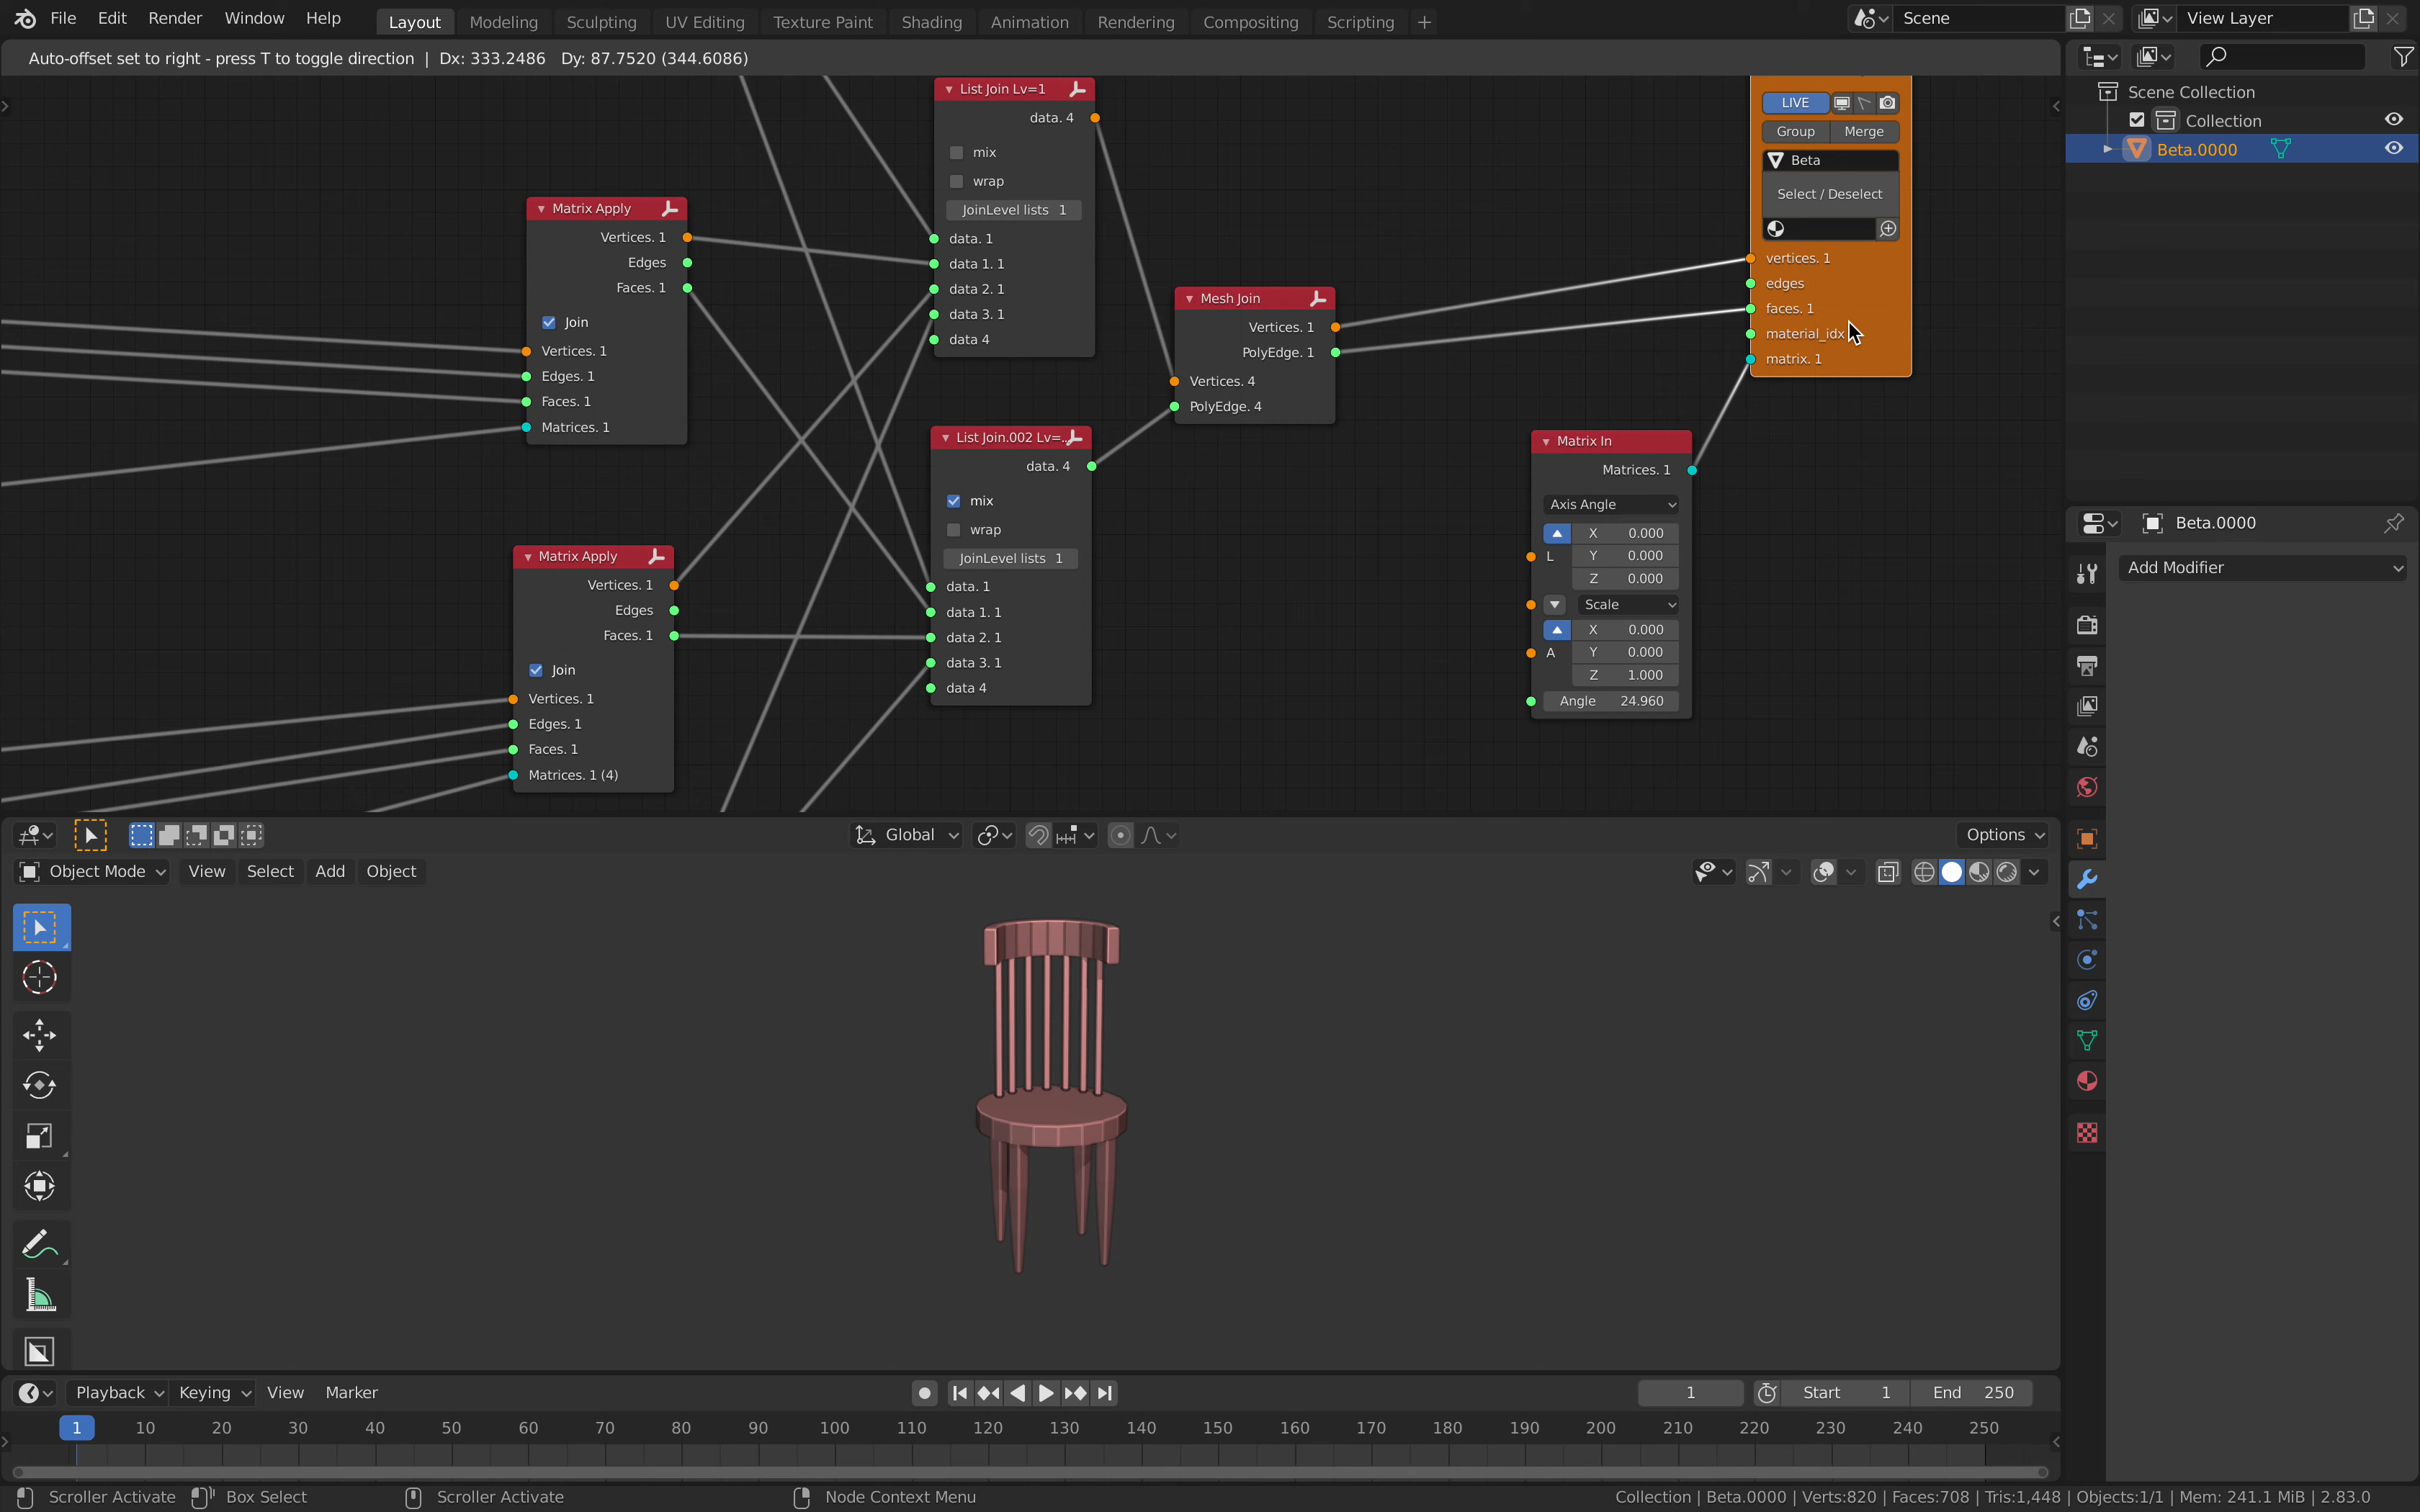 File Edit Render Window Help Layout Modeling Sculpting UV Editing Texture Paint Shading Animation Rendering Compositing Scripting + Scene View Layer
Auto-offset set to right - press T to toggle direction | Dx: 333.2486 Dy: 87.7520 (344.6086)
List Join Lv=1
data. 4
mix
wrap
JoinLevel lists 1
data. 1
data 1. 1
data 2. 1
data 3. 1
data 4
Matrix Apply
Vertices. 1
Edges
Faces. 1
Join
Vertices. 1
Edges. 1
Faces. 1
Matrices. 1
LIVE
Group Merge
Beta
Select / Deselect
vertices. 1
edges
faces. 1
material_idx
matrix. 1
Mesh Join
Vertices. 1
PolyEdge. 1
Vertices. 4
PolyEdge. 4
List Join.002 Lv=...
data. 4
mix
wrap
JoinLevel lists 1
data. 1
data 1. 1
data 2. 1
data 3. 1
data 4
Matrix Apply
Vertices. 1
Edges
Faces. 1
Join
Vertices. 1
Edges. 1
Faces. 1
Matrices. 1 (4)
Matrix In
Matrices. 1
Axis Angle
X 0.000
L Y 0.000
Z 0.000
Scale
X 0.000
A Y 0.000
Z 1.000
Angle 24.960
Scene Collection
Collection
Beta.0000
Beta.0000
Add Modifier
Global
Options
Object Mode View Select Add Object
Playback Keying View Marker 1 Start 1 End 250
1 10 20 30 40 50 60 70 80 90 100 110 120 130 140 150 160 170 180 190 200 210 220 230 240 250
Scroller Activate Box Select Scroller Activate Node Context Menu Collection | Beta.0000 | Verts:820 | Faces:708 | Tris:1,448 | Objects:1/1 | Mem: 241.1 MiB | 2.83.0